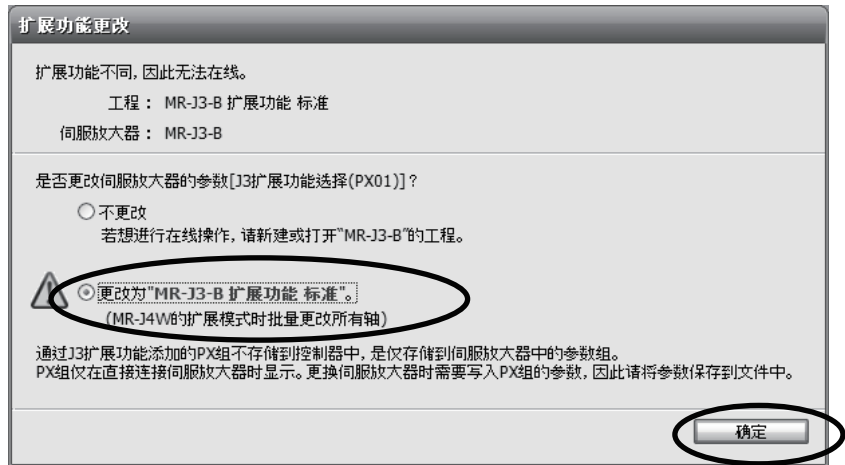 扩展功能更改
扩展功能不同, 因此无法在线。
工程： MR-J3-B 扩展功能 标准
伺服放大器： MR-J3-B
是否更改伺服放大器的参数[J3扩展功能选择(PX01)]？
不更改
若想进行在线操作, 请新建或打开"MR-J3-B"的工程。
更改为"MR-J3-B 扩展功能 标准"。
(MR-J4W的扩展模式时批量更改所有轴)
通过J3扩展功能添加的PX组不存储到控制器中, 是仅存储到伺服放大器中的参数组。
PX组仅在直接连接伺服放大器时显示。更换伺服放大器时需要写入PX组的参数, 因此请将参数保存到文件中。
确定